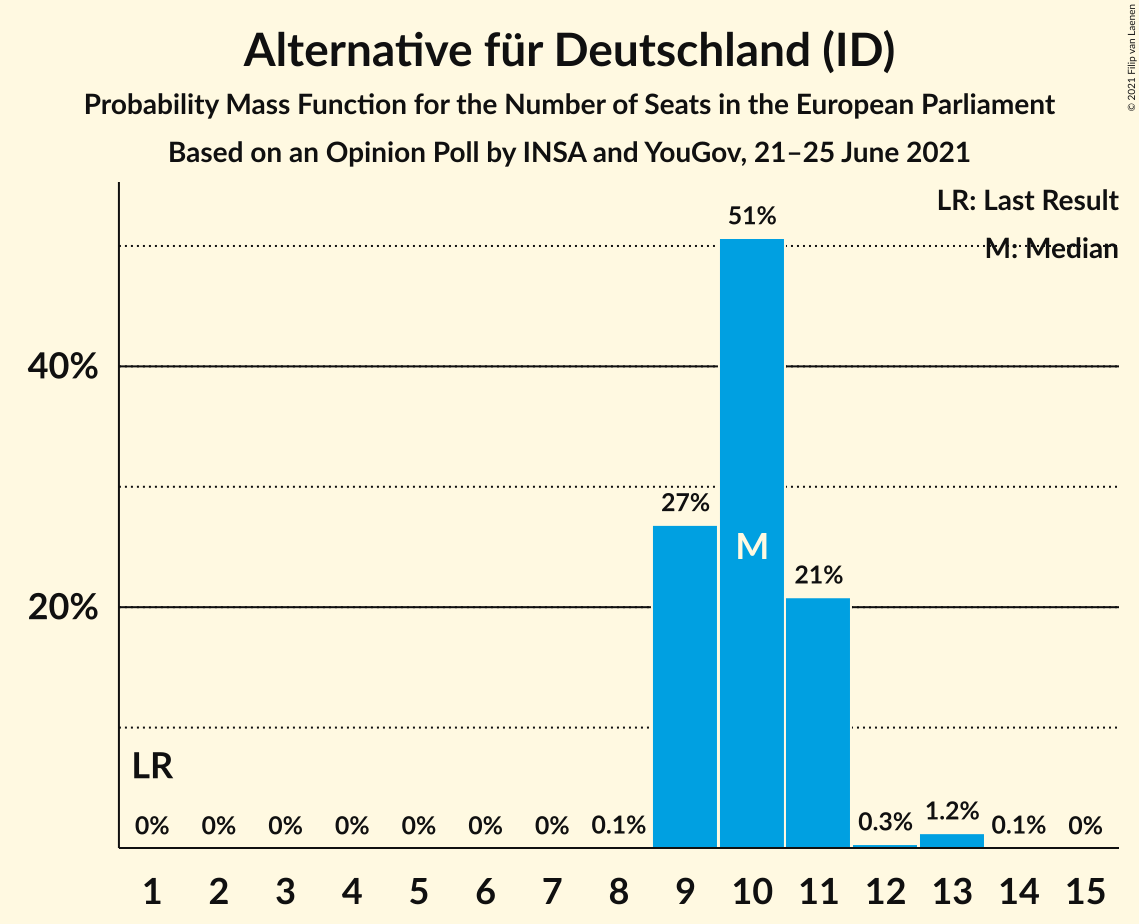 Alternative für Deutschland (ID)
Probability Mass Function for the Number of Seats in the European Parliament
Based on an Opinion Poll by INSA and YouGov, 21–25 June 2021
© 2021 Filip van Laenen
LR: Last Result
M: Median
51%
40%
27%
M
21%
20%
LR
0% 0% 0% 0% 0% 0% 0% 0.1% 0.3% 1.2% 0.1% 0%
1 2 3 4 5 6 7 8 9 10 11 12 13 14 15